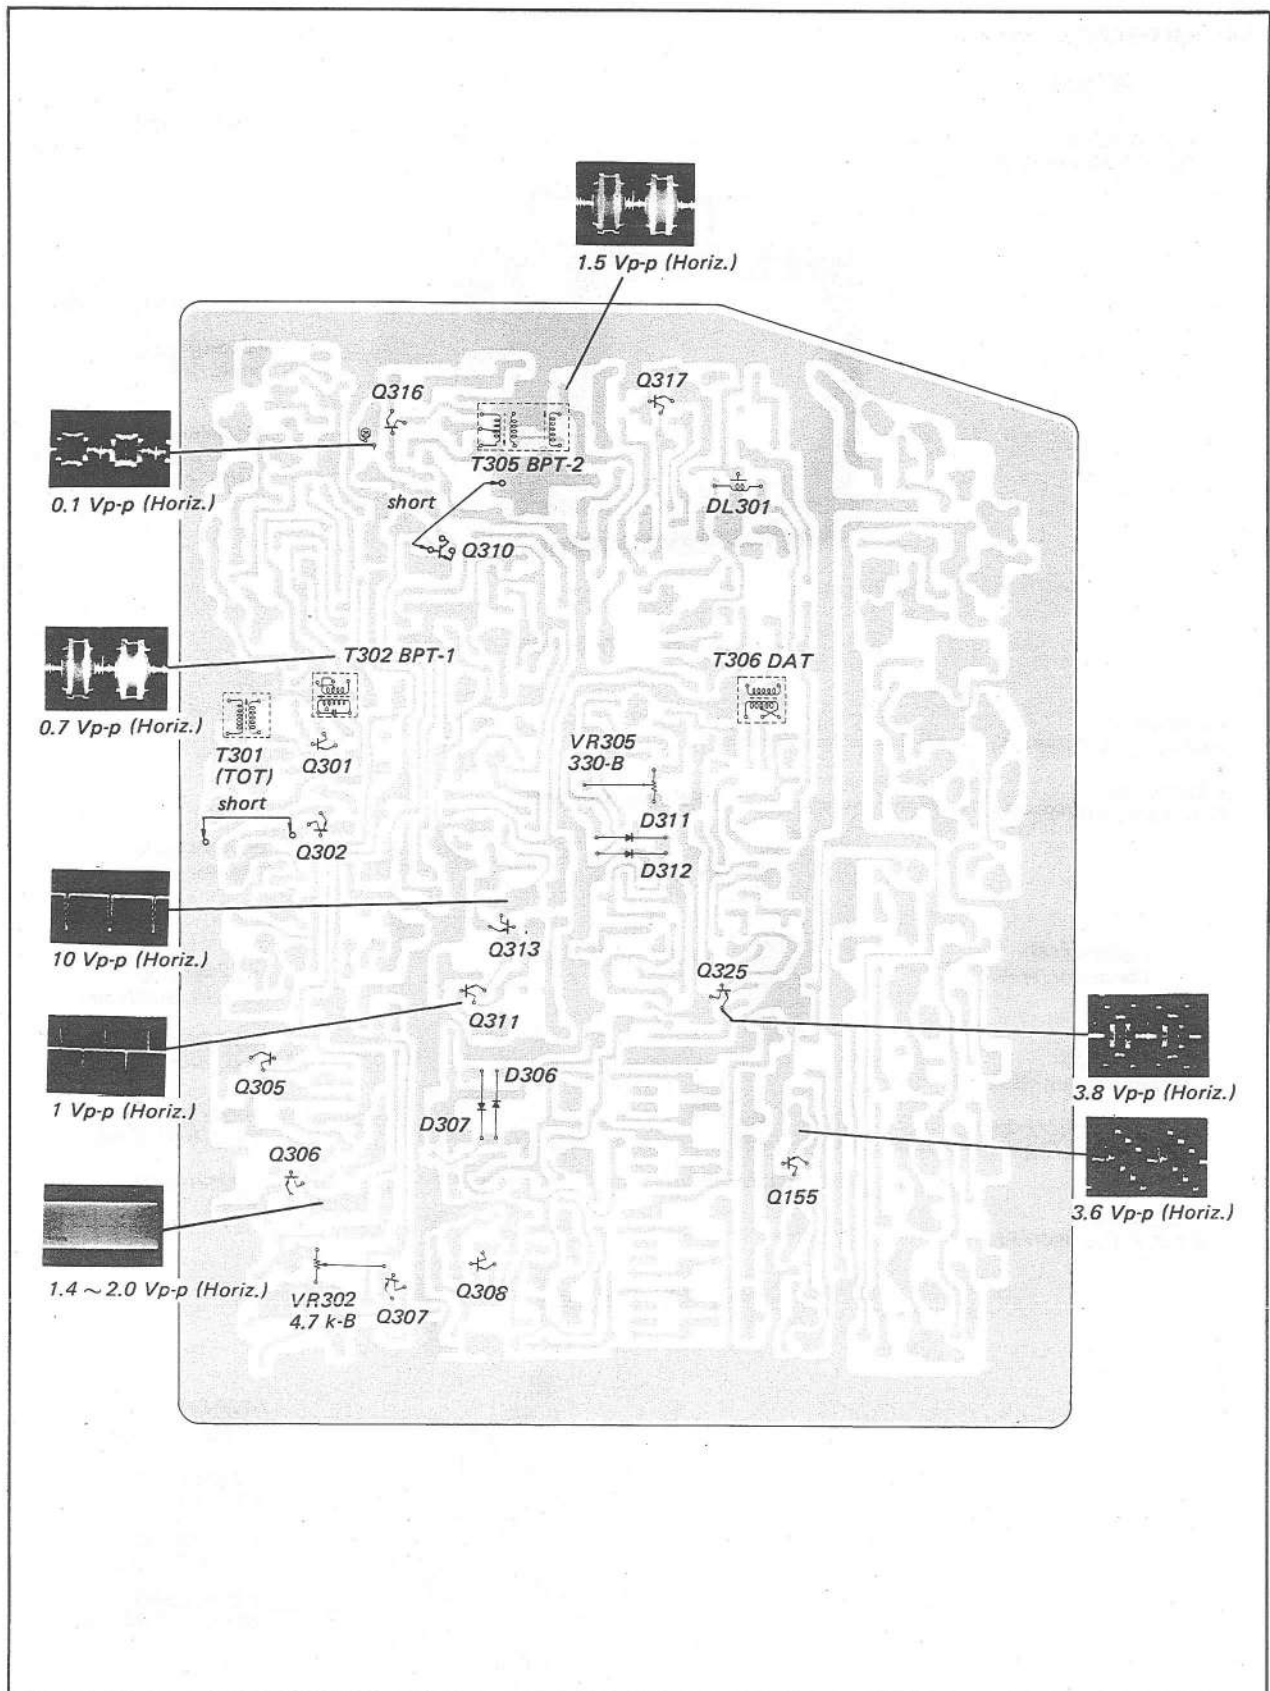 1.5 Vp-p (Horiz.)
Q316
Q317
T305 BPT-2
0.1 Vp-p (Horiz.)
short
DL301
Q310
T302 BPT-1
T306 DAT
0.7 Vp-p (Horiz.)
T301
(TOT)
Q301
VR305
330-B
short
D311
Q302
D312
10 Vp-p (Horiz.)
Q313
Q325
Q311
Q305
D306
1 Vp-p (Horiz.)
D307
3.8 Vp-p (Horiz.)
Q306
Q155
3.6 Vp-p (Horiz.)
1.4 ~ 2.0 Vp-p (Horiz.)
VR302
4.7 k-B
Q307
Q308